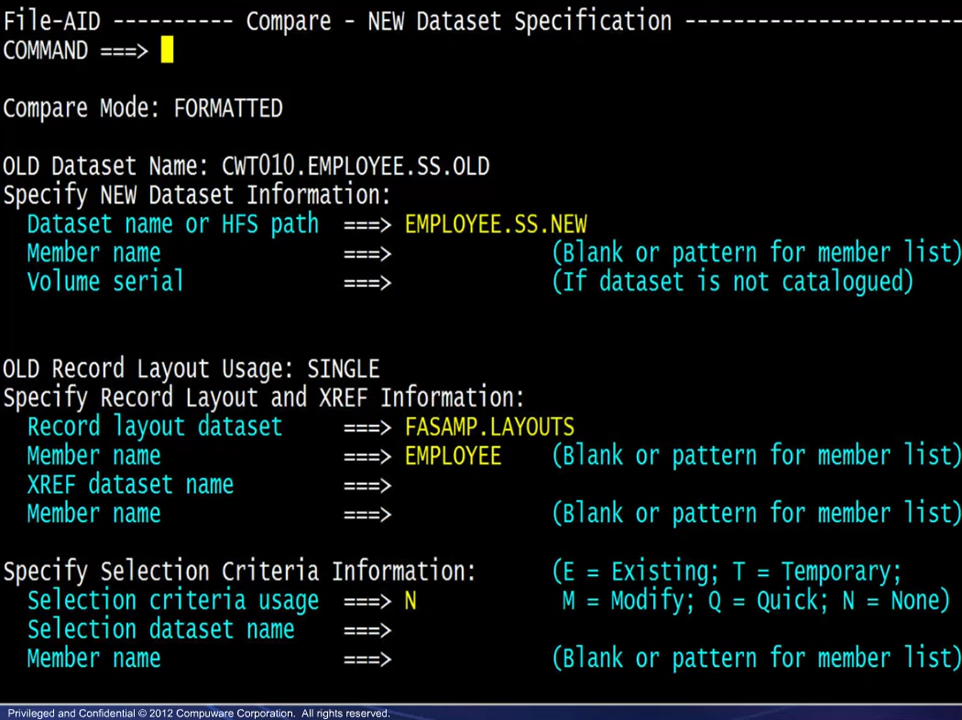 File-AID ---------- Compare - NEW Dataset Specification -----------------------
COMMAND ===>
Compare Mode: FORMATTED
OLD Dataset Name: CWT010.EMPLOYEE.SS.OLD
Specify NEW Dataset Information:
Dataset name or HFS path ===> EMPLOYEE.SS.NEW
Member name ===> (Blank or pattern for member list)
Volume serial ===> (If dataset is not catalogued)
OLD Record Layout Usage: SINGLE
Specify Record Layout and XREF Information:
Record layout dataset ===> FASAMP.LAYOUTS
Member name ===> EMPLOYEE (Blank or pattern for member list)
XREF dataset name ===>
Member name ===> (Blank or pattern for member list)
Specify Selection Criteria Information: (E = Existing; T = Temporary;
Selection criteria usage ===> N M = Modify; Q = Quick; N = None)
Selection dataset name ===>
Member name ===> (Blank or pattern for member list)
Privileged and Confidential © 2012 Compuware Corporation. All rights reserved.